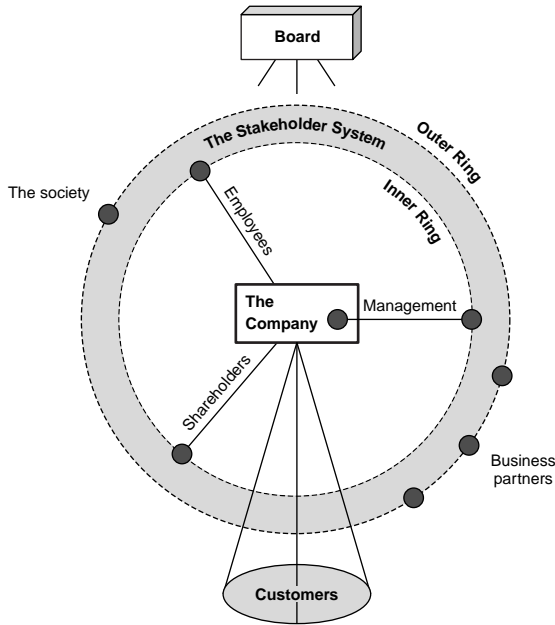 Board
The Stakeholder System
Outer Ring
Inner Ring
The society
Employees
The
Company
Management
Shareholders
Business
partners
Customers